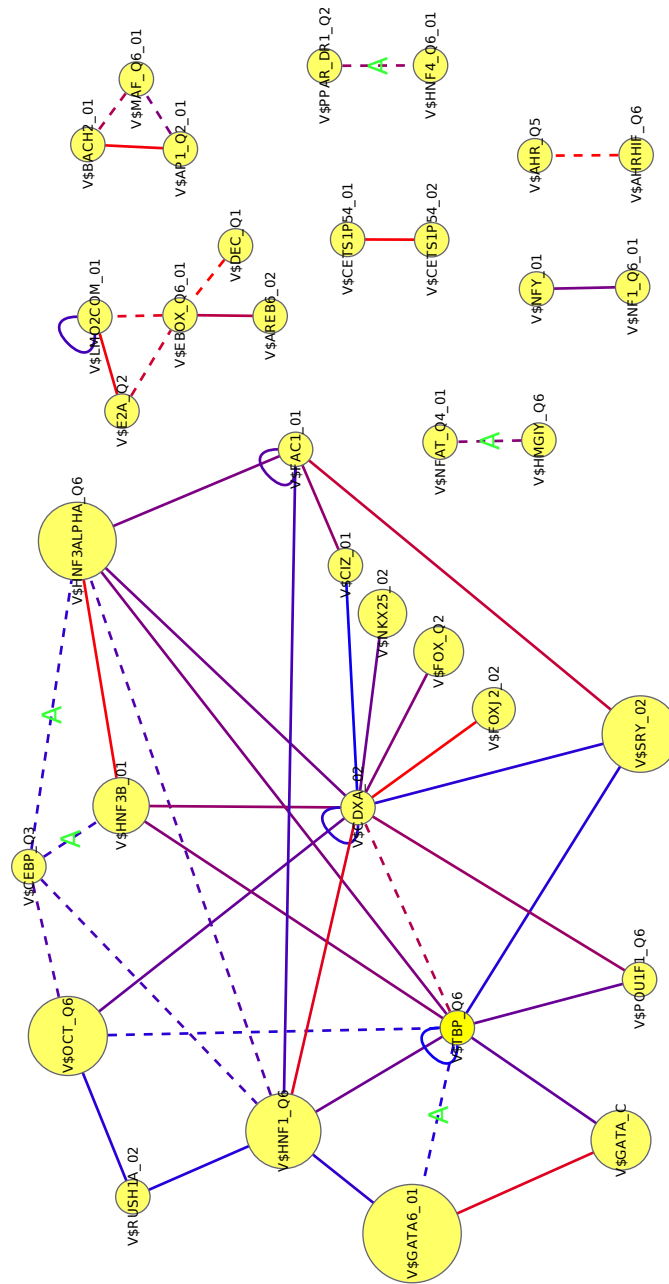 V$BACH2_01
V$MAF_Q6_01
V$AP1_Q2_01
V$PPAR_DR1_Q2
A
V$HNF4_Q6_01
V$LMO2COM_01
V$DEC_Q1
V$EBOX_Q6_01
V$AREB6_02
V$E2A_Q2
V$CETS1P54_01
V$CETS1P54_02
V$AHR_Q5
V$AHRHIF_Q6
V$NFY_01
V$NF1_Q6_01
V$NFAT_Q4_01
A
V$HMGIY_Q6
V$FAC1_01
V$HNF3ALPHA_Q6
V$CIZ_01
V$NKX25_02
V$FOX_Q2
V$FOXJ2_02
V$SRY_02
A
V$HNF3B_01
A
V$CEBP_Q3
V$CDXA_02
V$OCT_Q6
V$TBP_Q6
V$POU1F1_Q6
V$HNF1_Q6
A
V$RUSH1A_02
V$GATA6_01
V$GATA_C